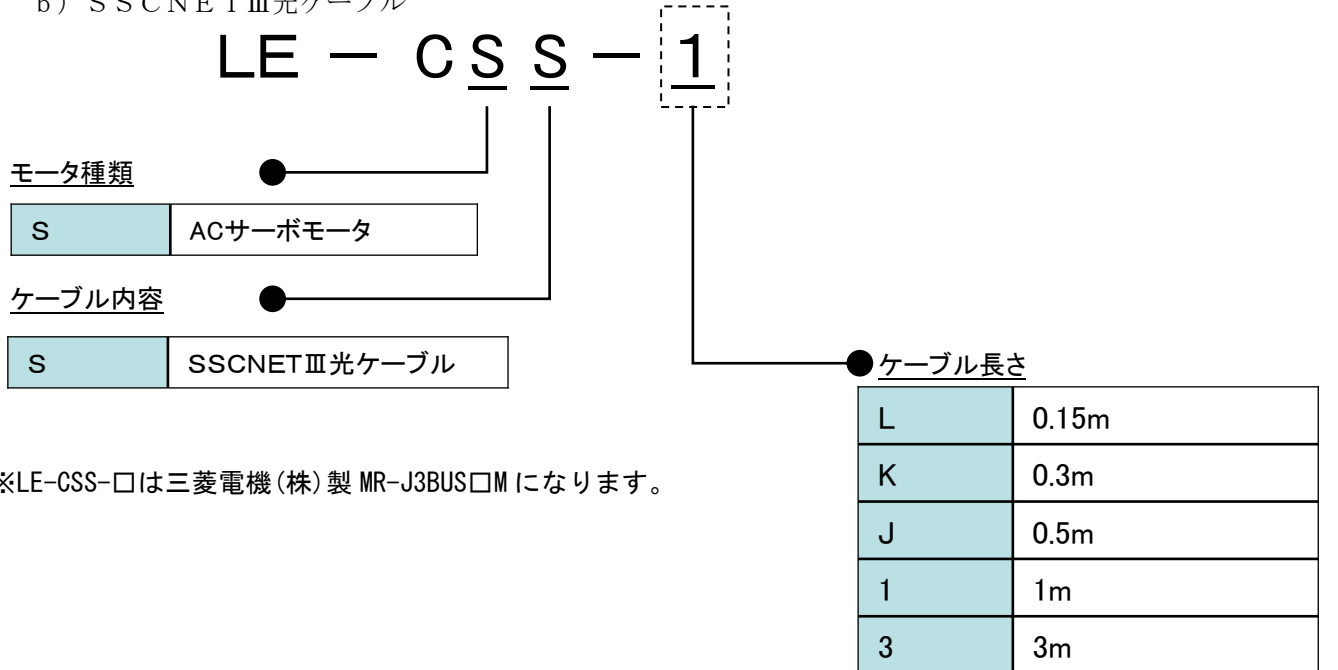 b) ＳＳＣＮＥＴⅢ光ケーブル
LE － CSS－1
モータ種類
S ACサーボモータ
ケーブル内容
S SSCNETⅢ光ケーブル
ケーブル長さ
L 0.15m
K 0.3m
J 0.5m
1 1m
3 3m
※LE-CSS-□は三菱電機(株)製 MR-J3BUS□M になります。